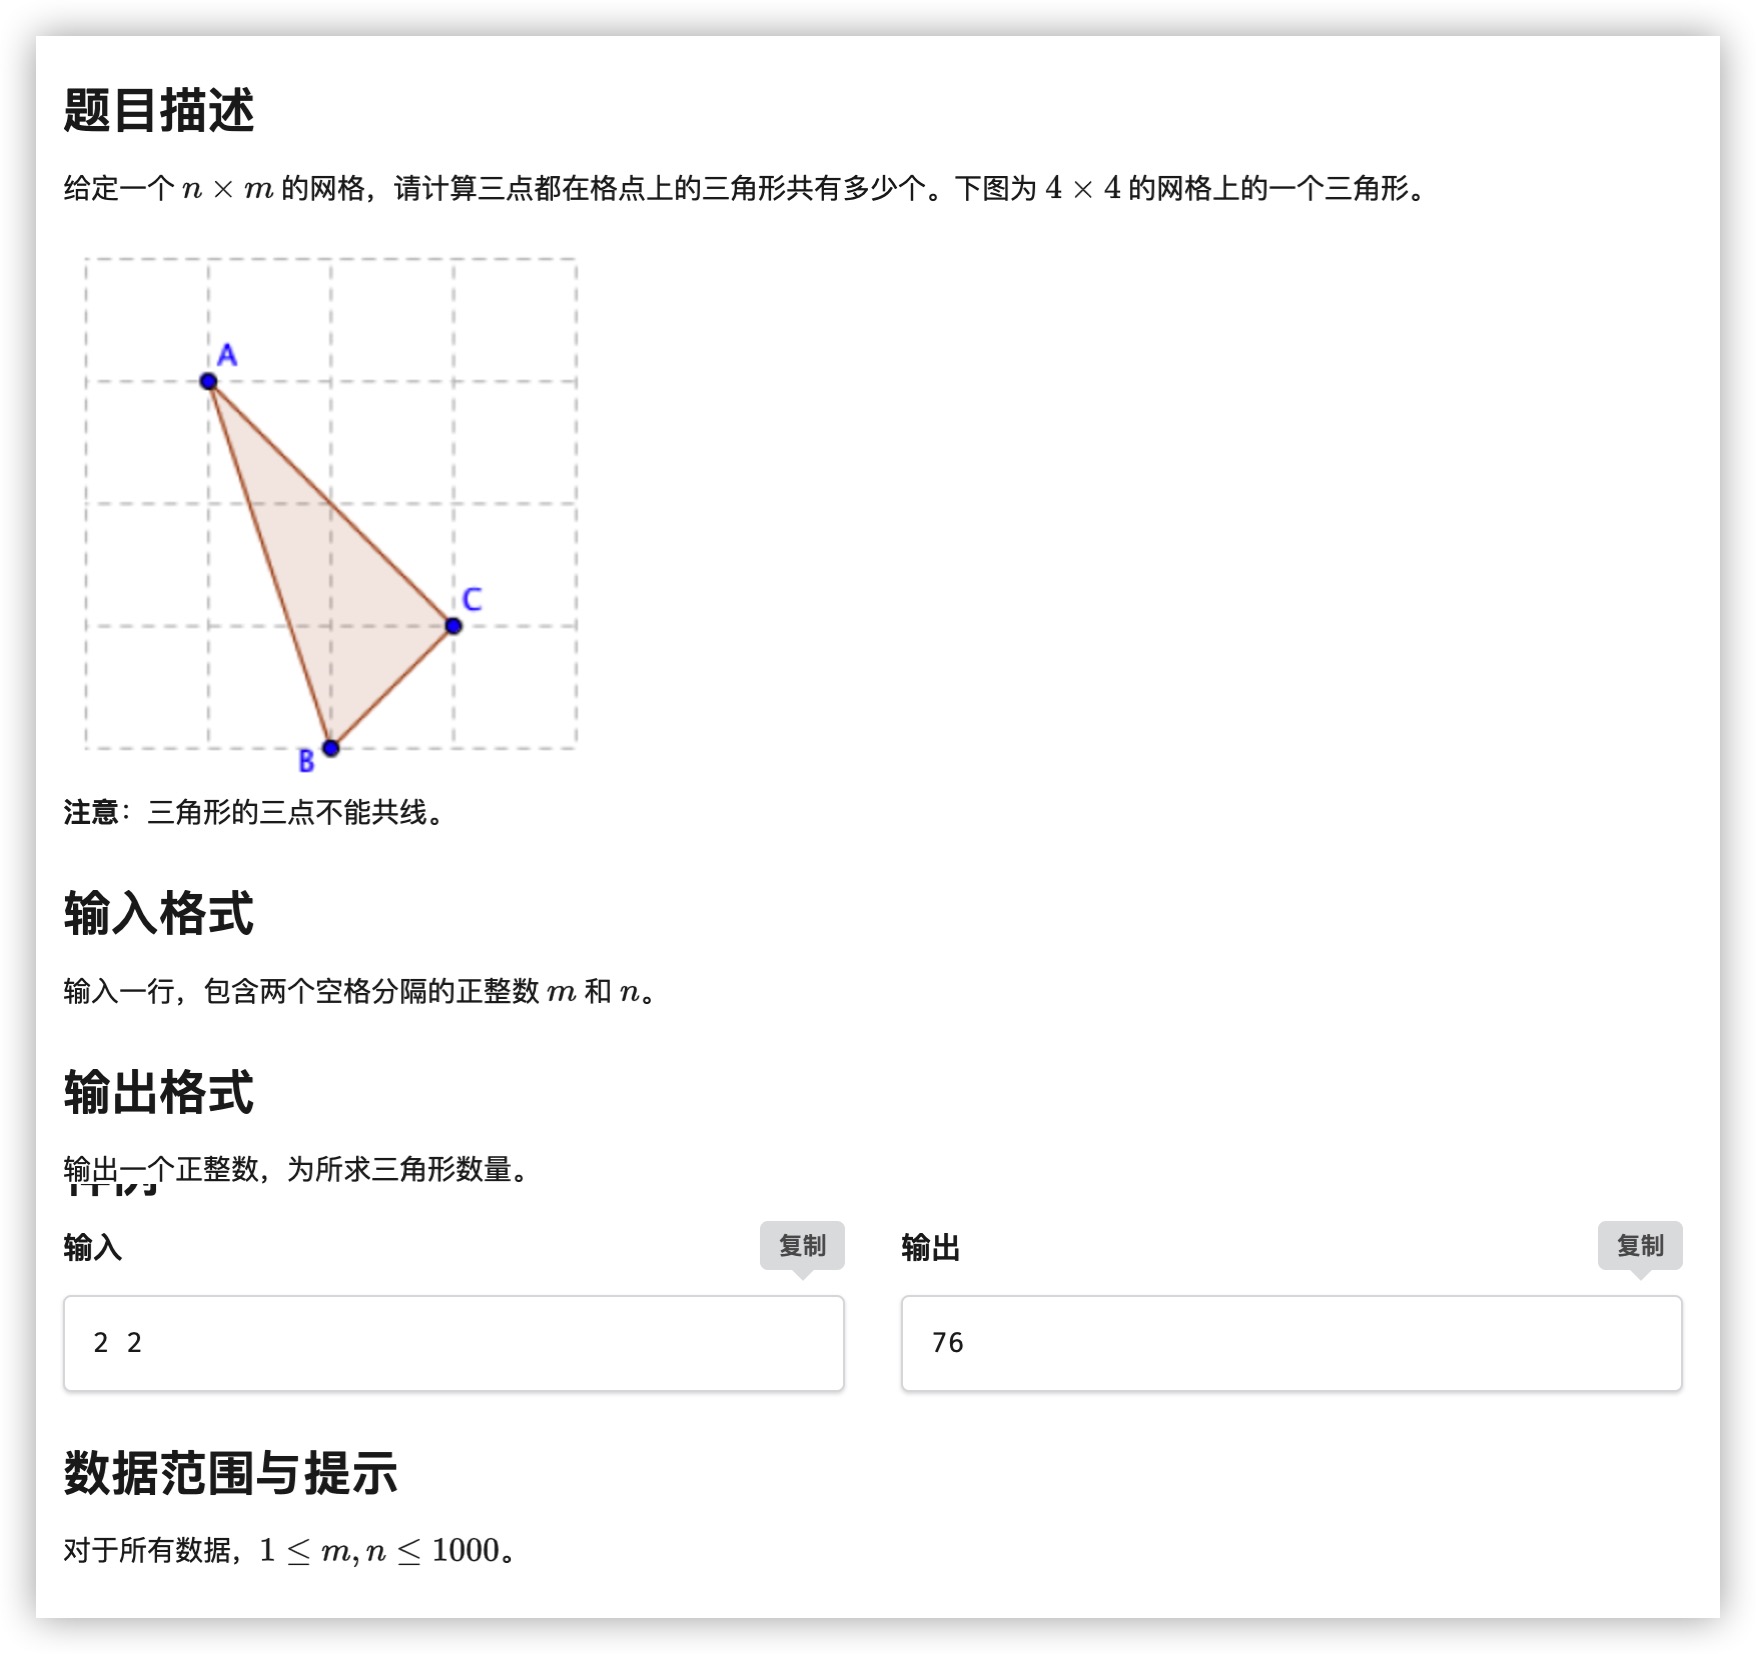 题目描述
给定一个 n × m 的网格，请计算三点都在格点上的三角形共有多少个。下图为 4 × 4 的网格上的一个三角形。
A
C
B
注意：三角形的三点不能共线。
输入格式
输入一行，包含两个空格分隔的正整数 m 和 n。
输出格式
输出一个正整数，为所求三角形数量。
输入 复制 输出 复制
2 2 76
数据范围与提示
对于所有数据，1 ≤ m, n ≤ 1000。